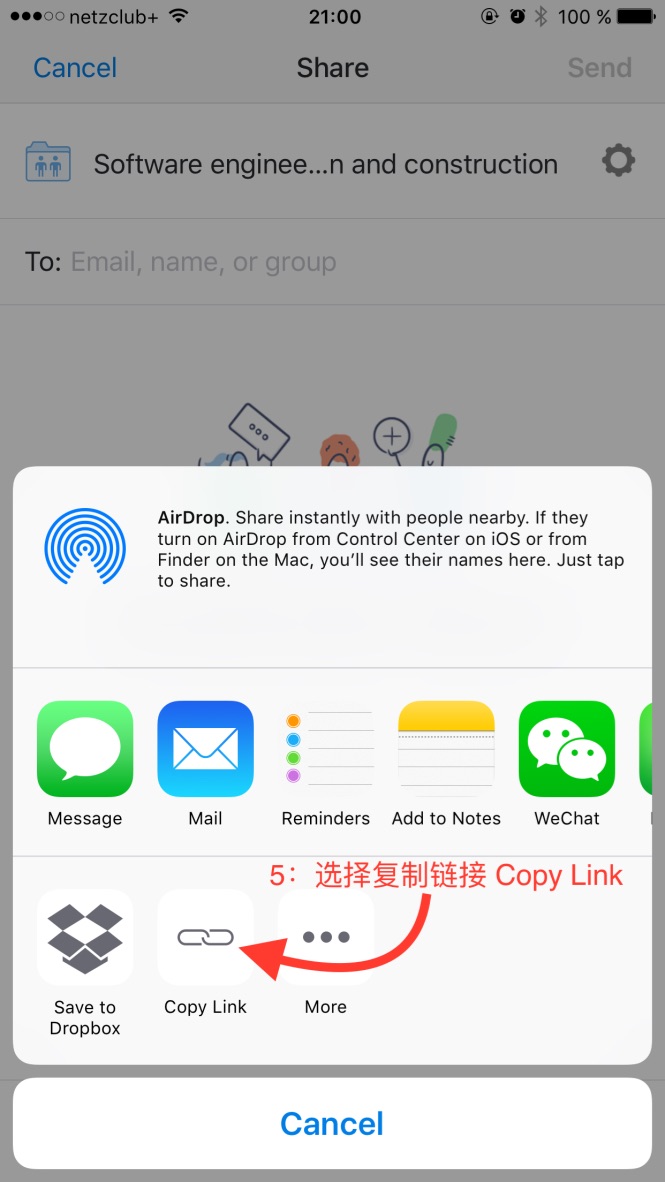 netzclub+ 21:00 100 %
Cancel Share Send
Software enginee...n and construction
To: Email, name, or group
AirDrop. Share instantly with people nearby. If they
turn on AirDrop from Control Center on iOS or from
Finder on the Mac, you’ll see their names here. Just tap
to share.
Message Mail Reminders Add to Notes WeChat
5：选择复制链接 Copy Link
Save to
Dropbox
Copy Link
More
Cancel